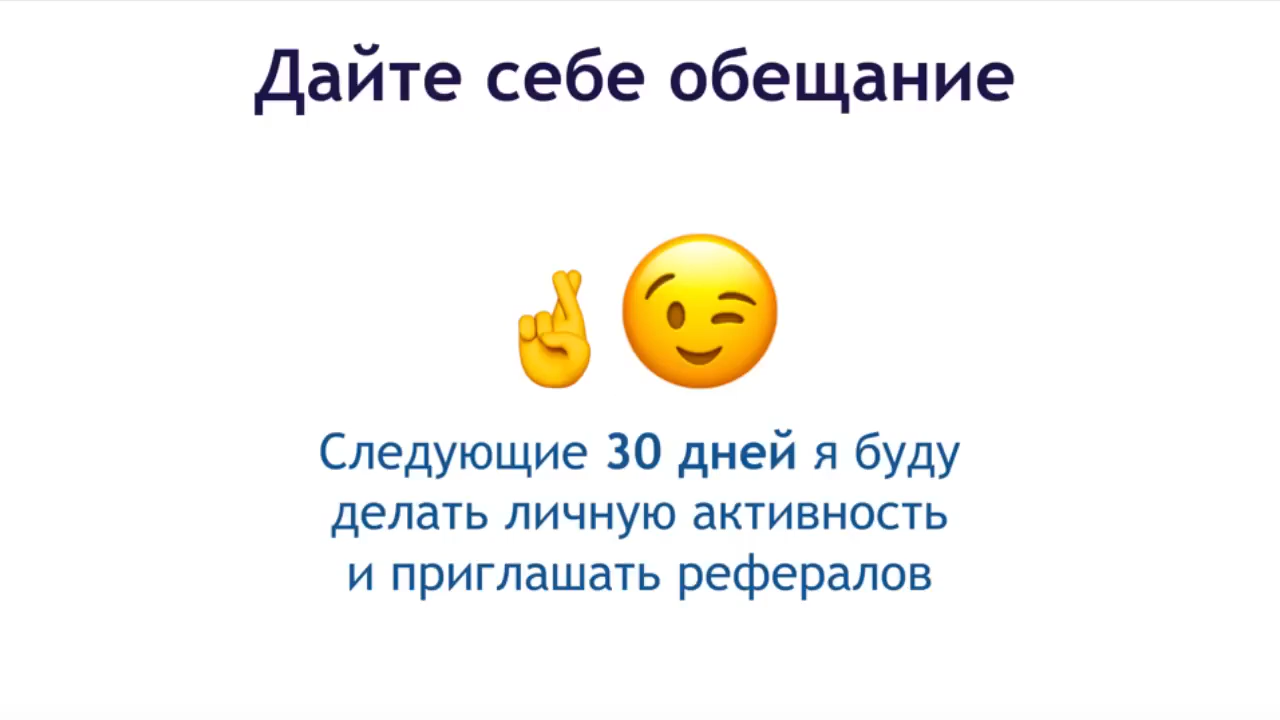 Дайте себе обещание
Следующие 30 дней я буду
делать личную активность
и приглашать рефералов